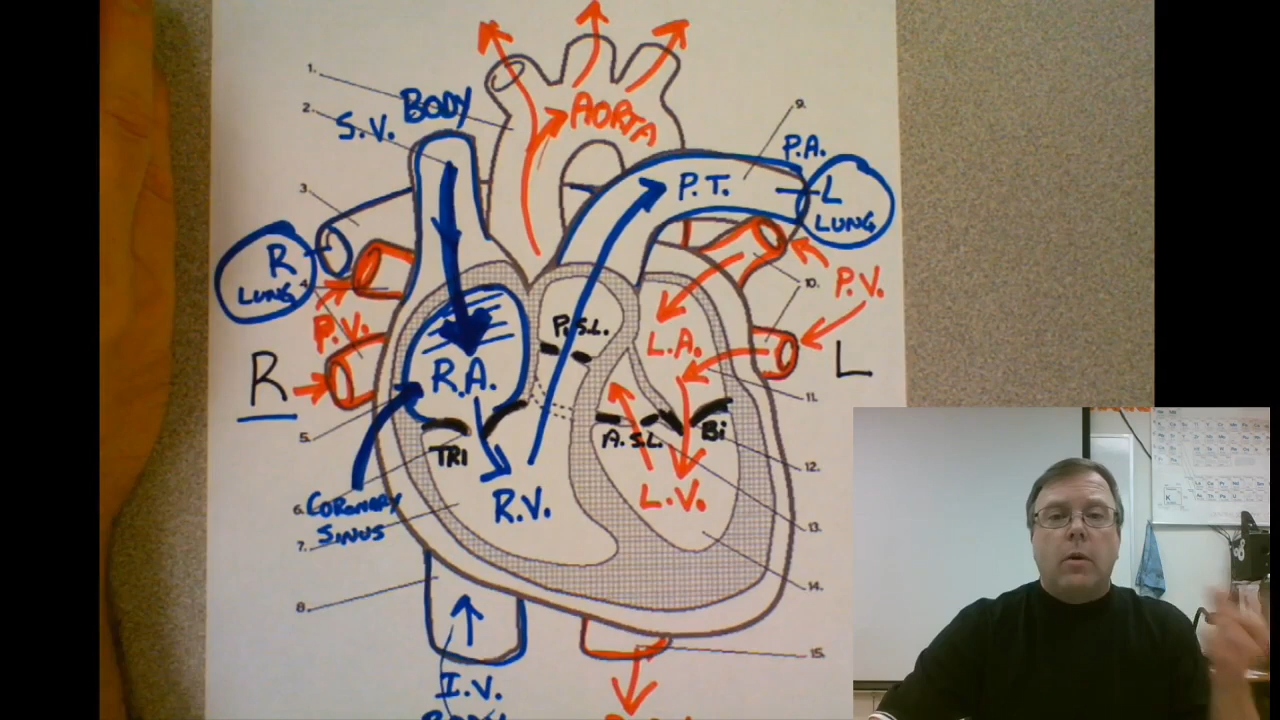 1.
2.
BODY
S.V.
AORTA
9.
P.A.
3
P.T.
L
LUNG
R
LUNG
4
10.
P.V.
P.V.
P.S.L.
L.A.
R
R.A.
L
11.
5.
TRI
A.S.L.
Bi
12.
6.
CORONARY
SINUS
R.V.
L.V.
13.
7.
14.
8.
15.
I.V.
BODY